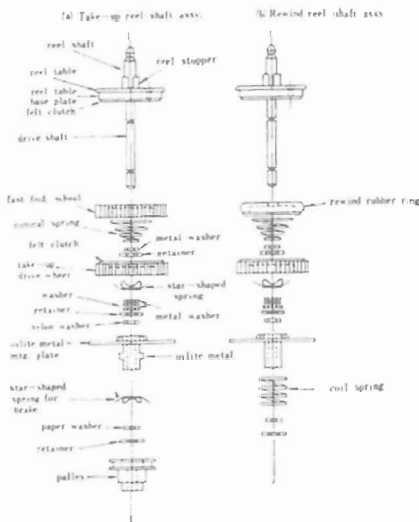 (a) Take-up reel shaft assy.
(b) Rewind reel shaft assy
reel shaft
reel stopper
reel table
reel table
base plate
felt clutch
drive shaft
fast fwd. wheel
rewind rubber ring
conical spring
metal washer
felt clutch
retainer
take-up
drive wheel
star-shaped
spring
washer
retainer
metal washer
nylon washer
oilite metal
mtg. plate
oilite metal
star-shaped
spring for
brake
coil spring
paper washer
retainer